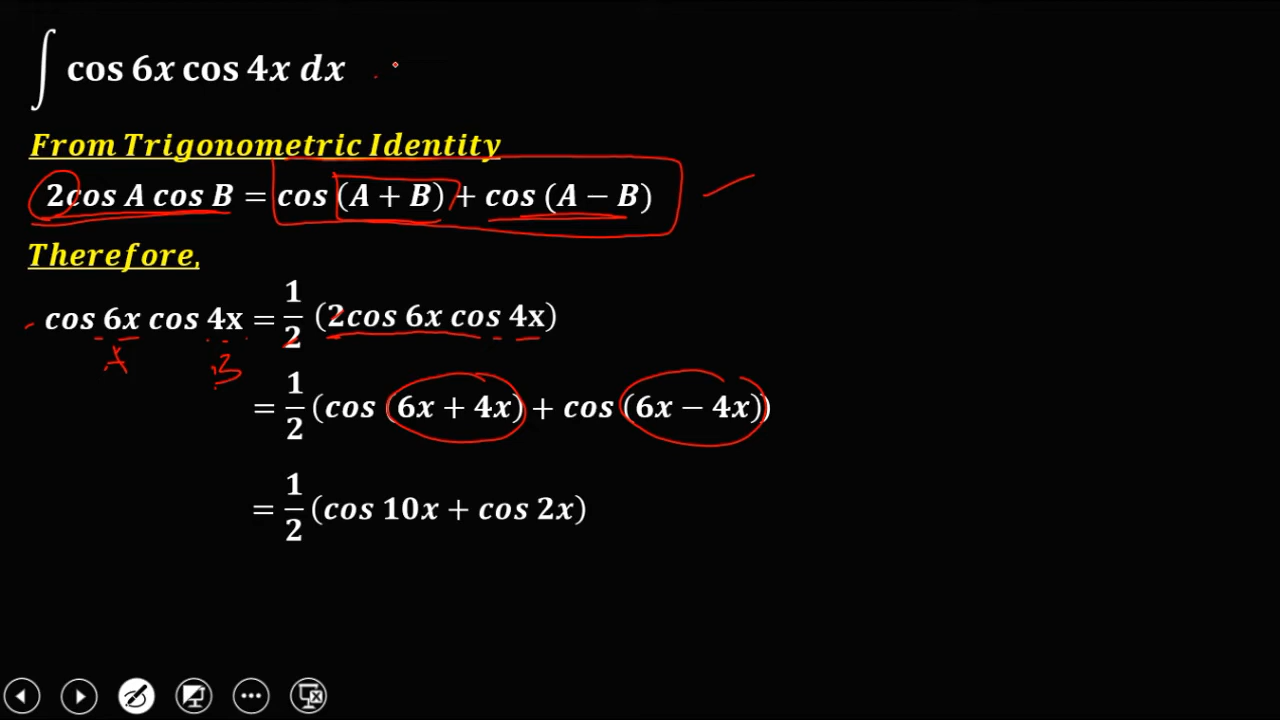 ∫ cos 6x cos 4x dx
From Trigonometric Identity
2cos A cos B = cos (A + B) + cos (A − B)
Therefore,
cos 6x cos 4x = 1/2 (2cos 6x cos 4x)
A B
= 1/2 (cos (6x + 4x) + cos (6x − 4x))
= 1/2 (cos 10x + cos 2x)